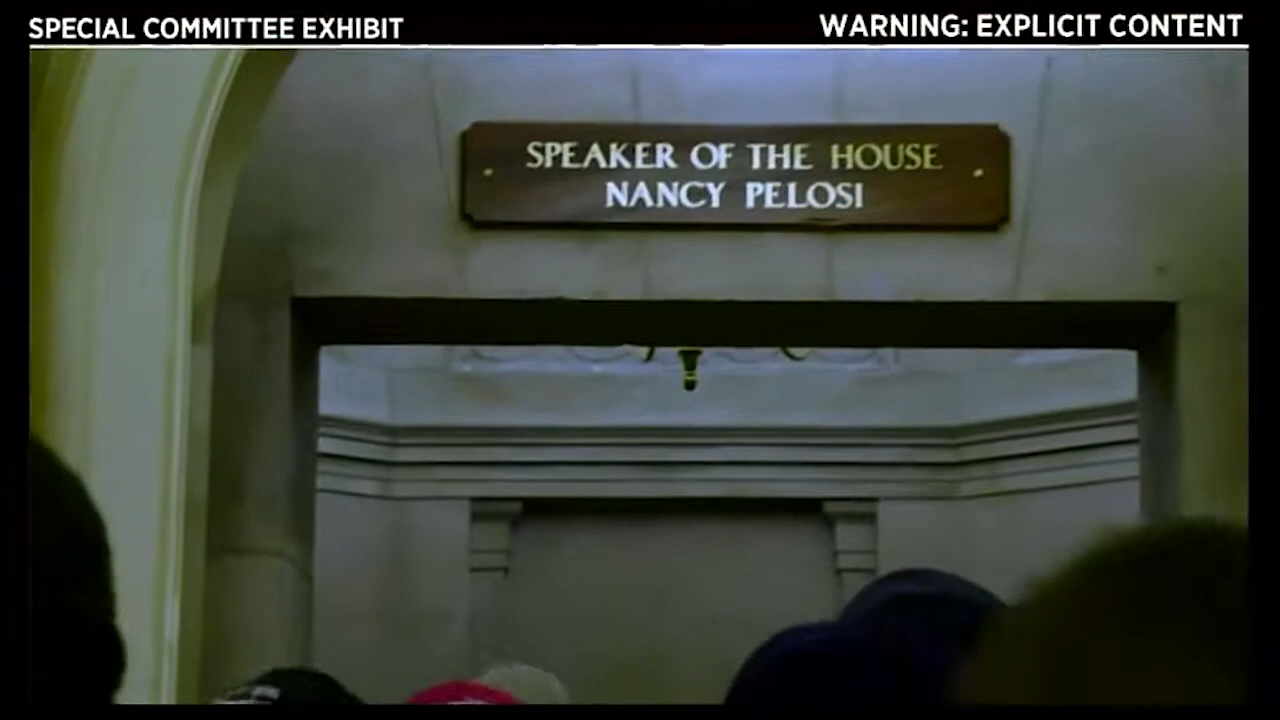 SPECIAL COMMITTEE EXHIBIT
WARNING: EXPLICIT CONTENT
SPEAKER OF THE HOUSE
NANCY PELOSI